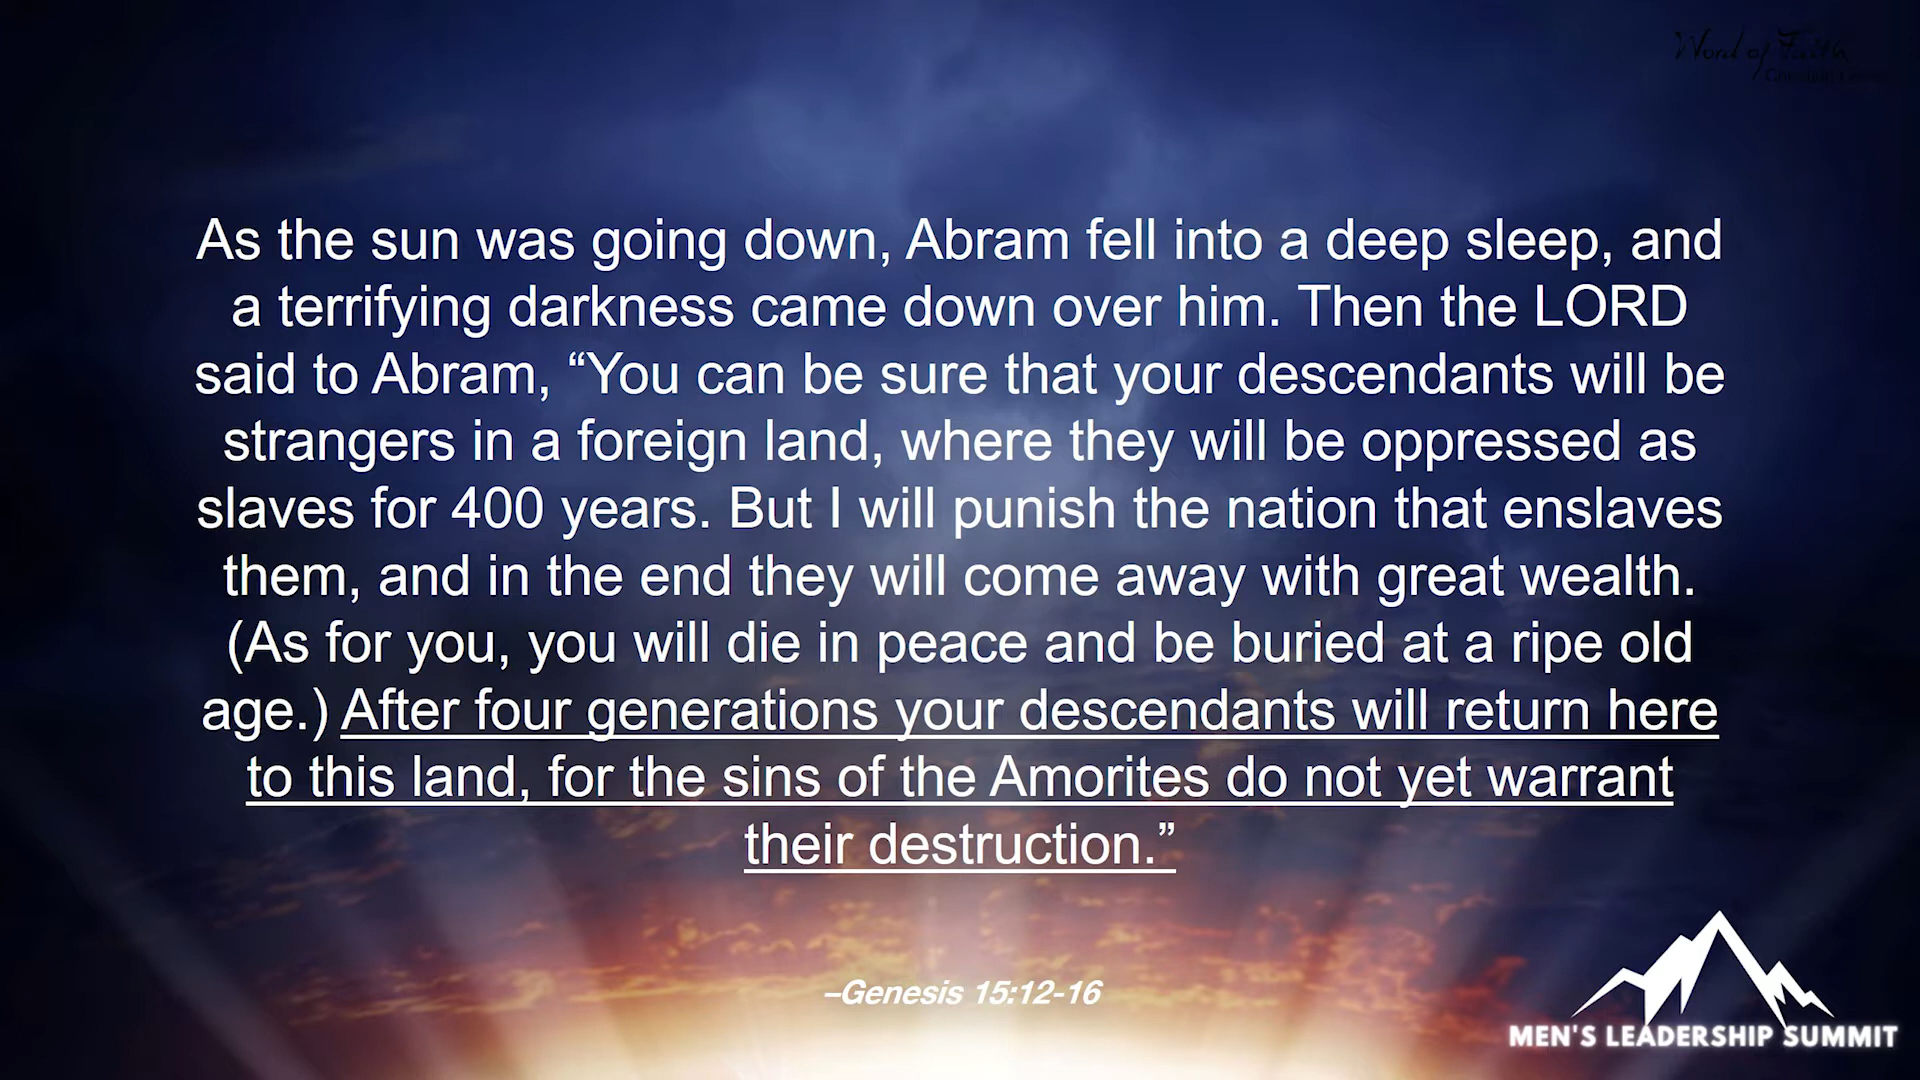 Word of Faith
As the sun was going down, Abram fell into a deep sleep, and
a terrifying darkness came down over him. Then the LORD
said to Abram, “You can be sure that your descendants will be
strangers in a foreign land, where they will be oppressed as
slaves for 400 years. But I will punish the nation that enslaves
them, and in the end they will come away with great wealth.
(As for you, you will die in peace and be buried at a ripe old
age.) After four generations your descendants will return here
to this land, for the sins of the Amorites do not yet warrant
their destruction.”
–Genesis 15:12-16
MEN'S LEADERSHIP SUMMIT